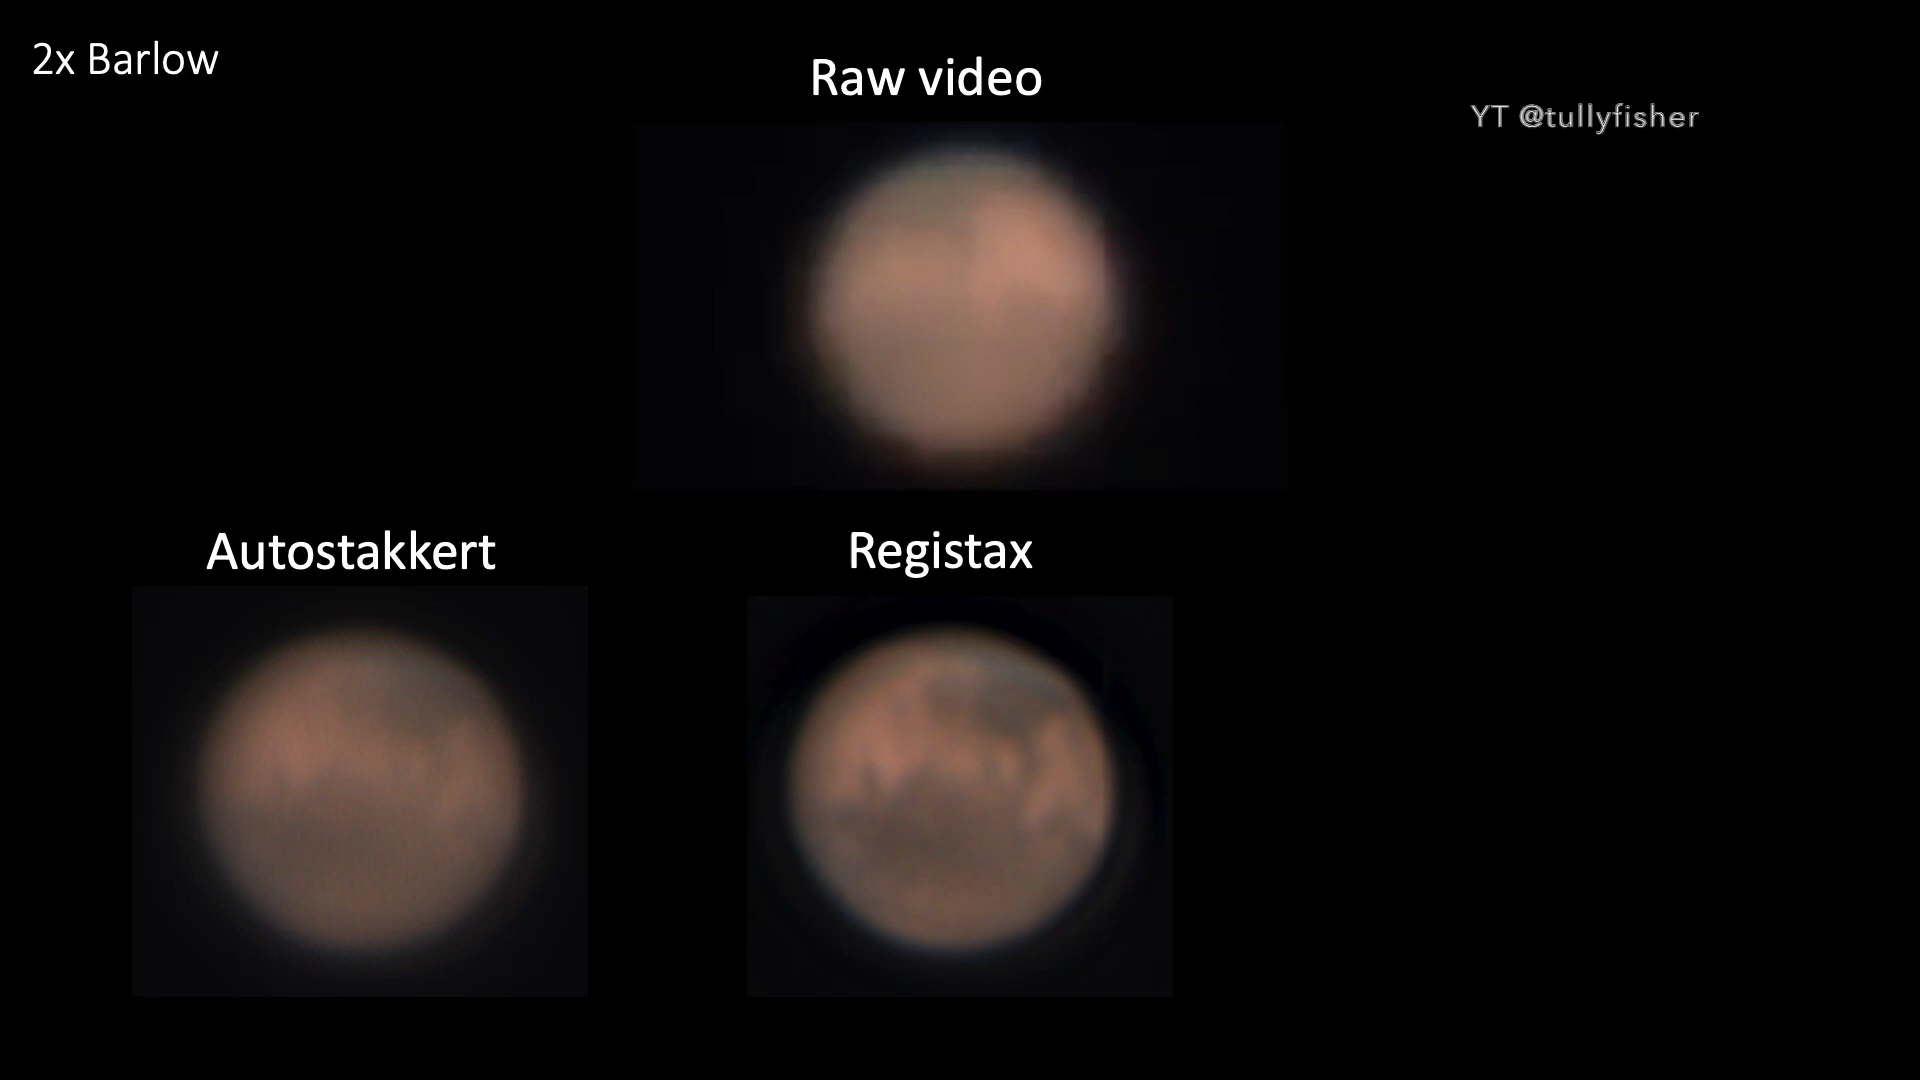 2x Barlow
Raw video
YT @tullyfisher
Autostakkert
Registax